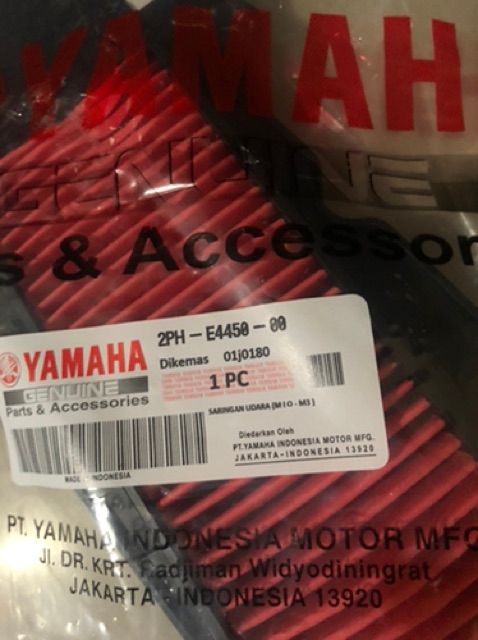 YAMAH
GENUINE
s & Accessor
2PH-E4450-00
YAMAHA
Dikemas 01j0180
GENUINE
1 PC
Parts & Accessories
SARINGAN UDARA (MIO-M3)
Diedarkan Oleh
PT.YAMAHA INDONESIA MOTOR MFG.
JAKARTA-INDONESIA 13920
MADE INDONESIA
PT. YAMAHA INDONESIA MOTOR MFG
Jl. DR. KRT. Radjiman Widyodiningrat
JAKARTA - INDONESIA 13920